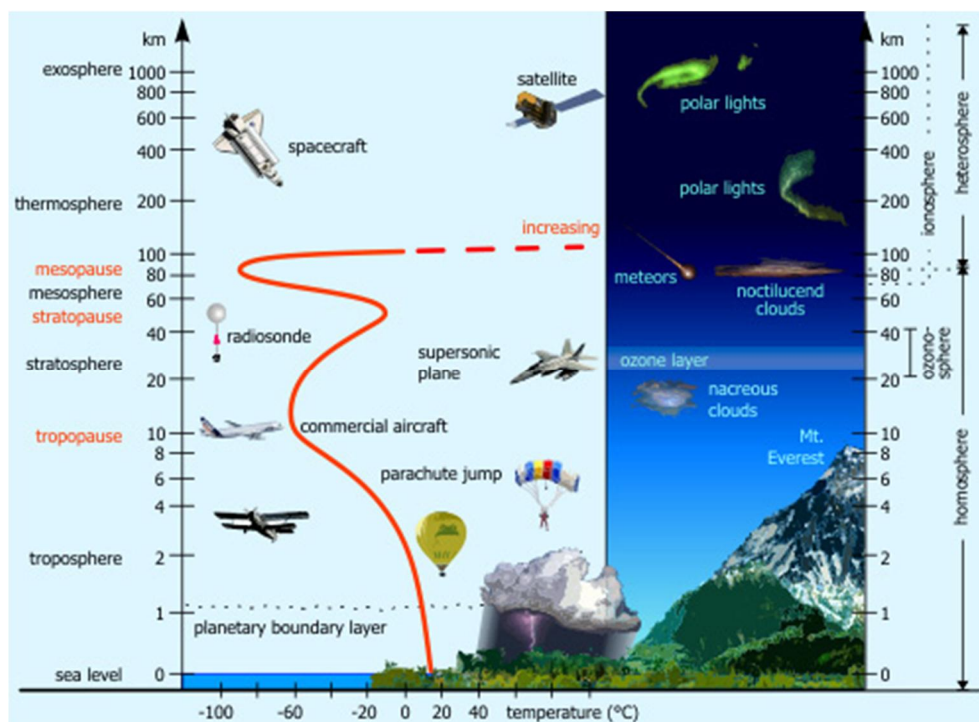 km
km
exosphere
1000
800
600
400
thermosphere
200
100
mesopause
80
mesosphere
60
stratopause
40
stratosphere
20
tropopause
10
8
6
4
troposphere
2
1
sea level
0
spacecraft
satellite
increasing
radiosonde
supersonic
plane
commercial aircraft
parachute jump
planetary boundary layer
polar lights
polar lights
meteors
noctilucend
clouds
ozone layer
nacreous
clouds
Mt.
Everest
1000
800
600
400
200
100
80
60
40
20
10
8
6
4
2
1
0
ionosphere
heterosphere
ozono-
sphere
homosphere
-100
-60
-20
0
20
40
temperature (°C)